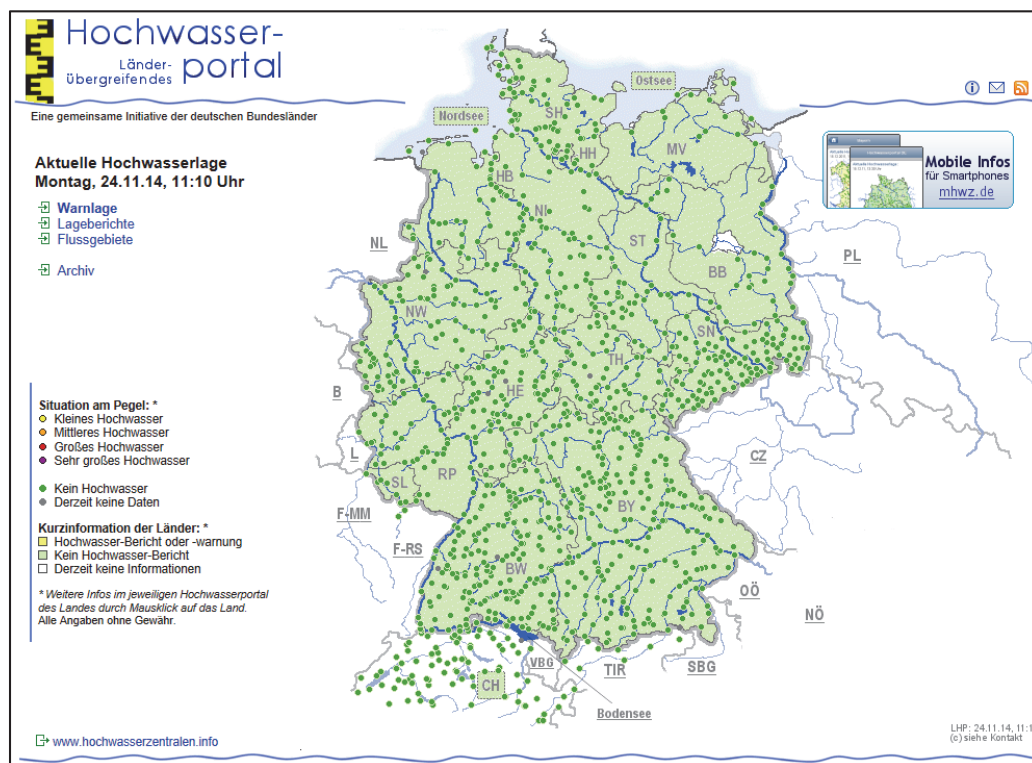 Hochwasser-
Länder-
übergreifendes
portal
Eine gemeinsame Initiative der deutschen Bundesländer
Aktuelle Hochwasserlage
Montag, 24.11.14, 11:10 Uhr
Warnlage
Lageberichte
Flussgebiete
Archiv
Mobile Infos
für Smartphones
mhwz.de
Nordsee
Ostsee
SH
HH
MV
HB
NI
ST
BB
NL
PL
NW
SN
TH
HE
B
L
RP
SL
CZ
F-MM
F-RS
BY
BW
OÖ
NÖ
VBG
TIR
SBG
CH
Bodensee
Situation am Pegel: *
Kleines Hochwasser
Mittleres Hochwasser
Großes Hochwasser
Sehr großes Hochwasser
Kein Hochwasser
Derzeit keine Daten
Kurzinformation der Länder: *
Hochwasser-Bericht oder -warnung
Kein Hochwasser-Bericht
Derzeit keine Informationen
* Weitere Infos im jeweiligen Hochwasserportal
des Landes durch Mausklick auf das Land.
Alle Angaben ohne Gewähr.
www.hochwasserzentralen.info
LHP: 24.11.14, 11:1
(c) siehe Kontakt